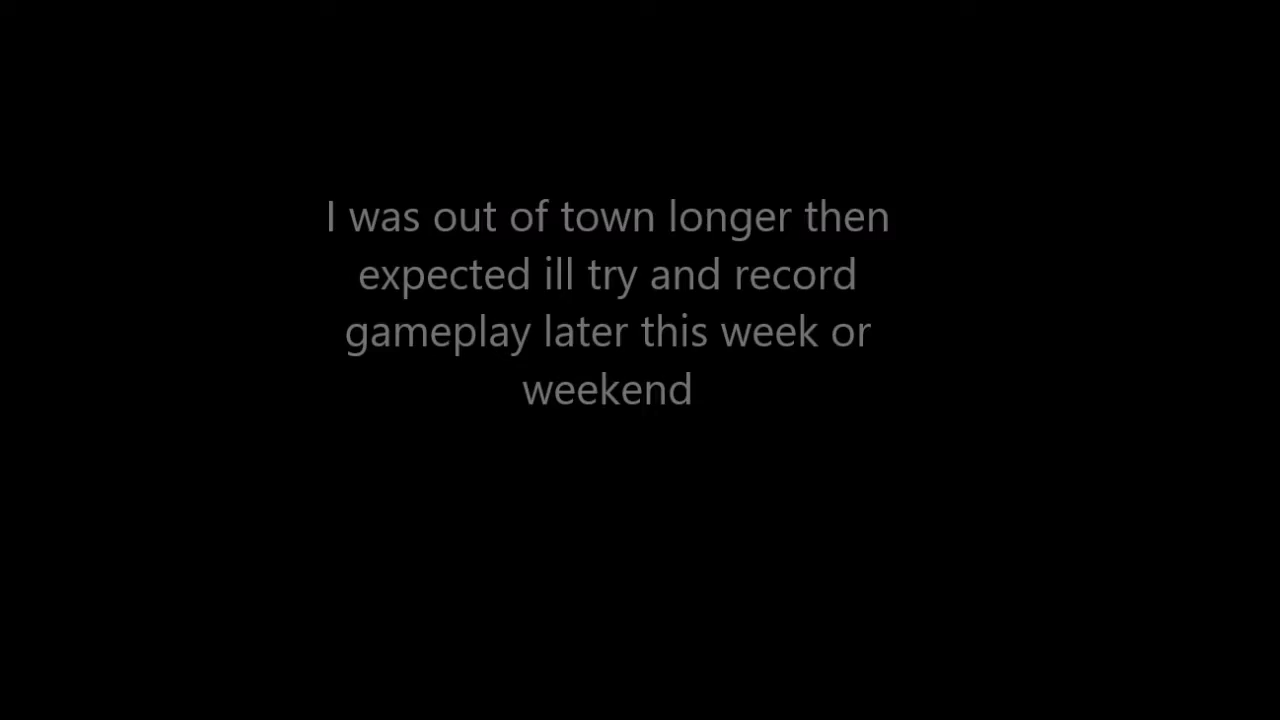 I was out of town longer then
expected ill try and record
gameplay later this week or
weekend